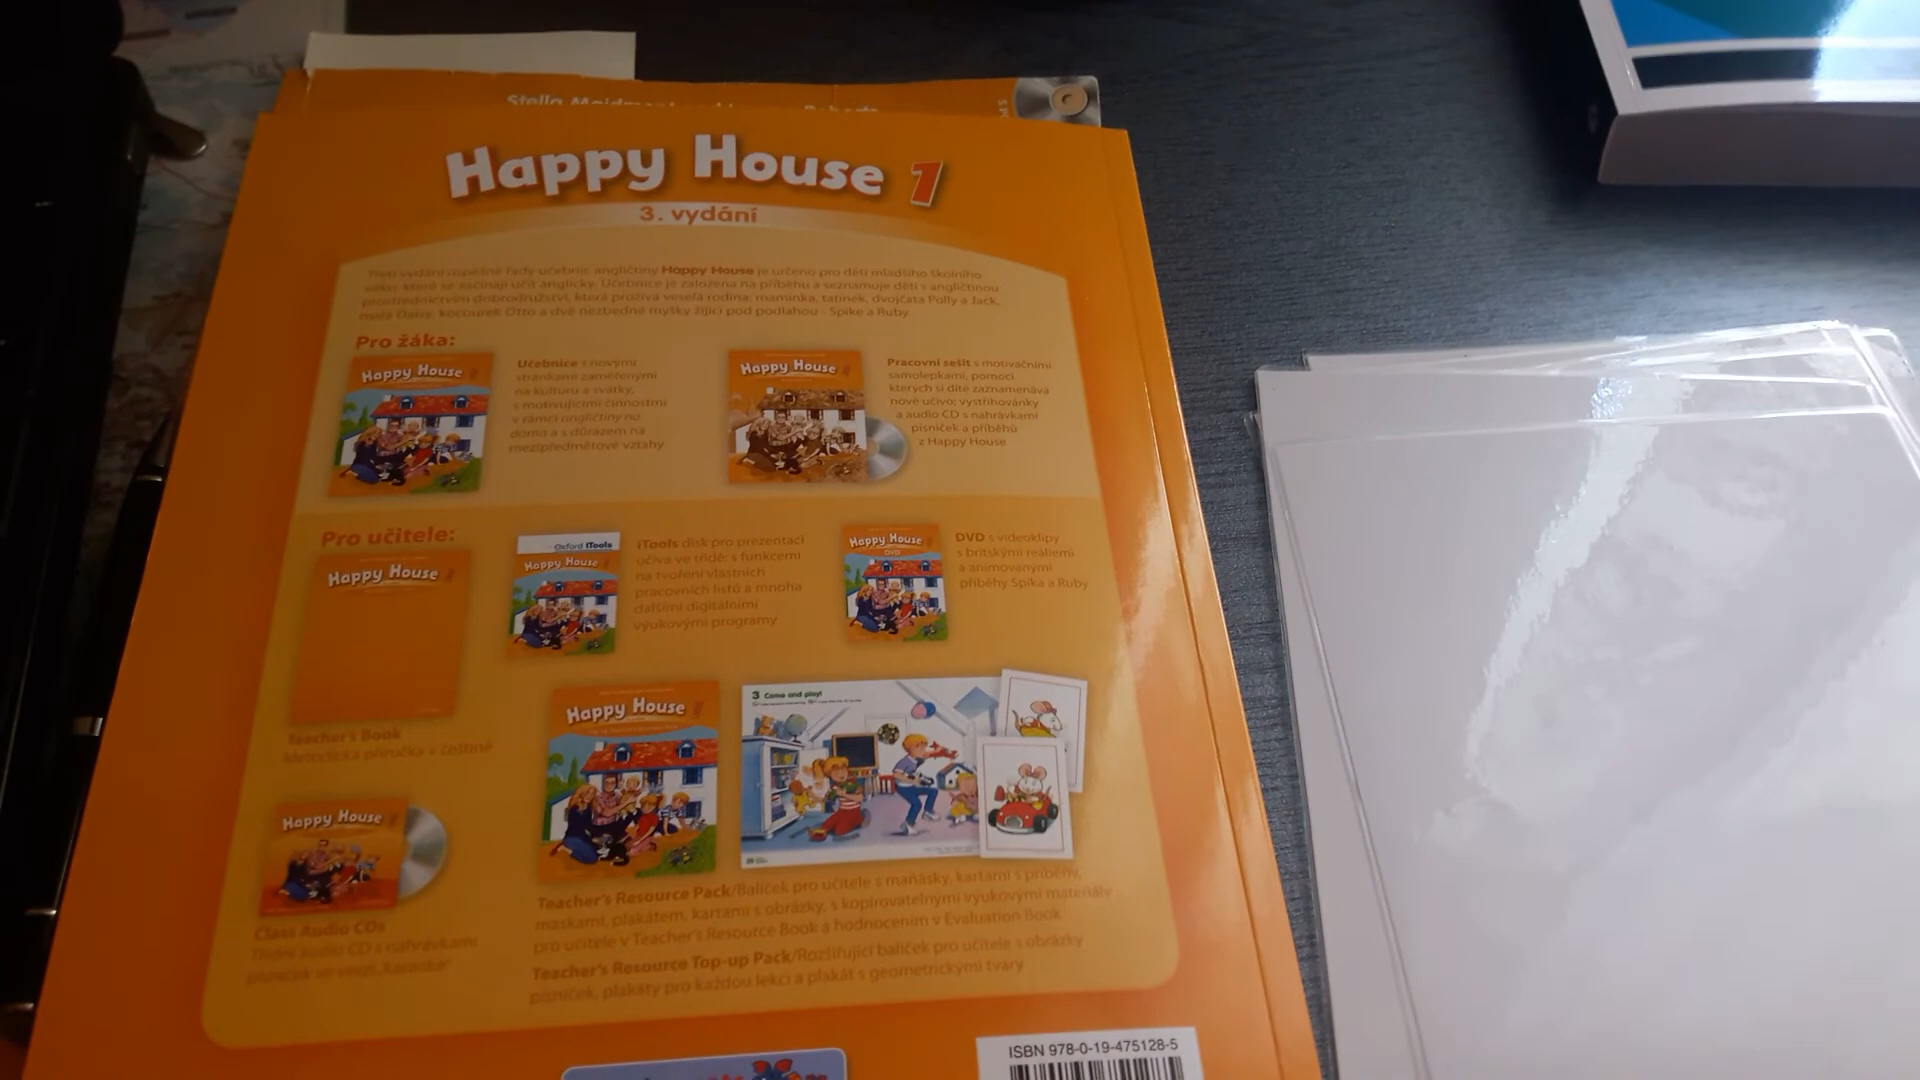 Stella
Happy House 1
3. vydání
Třetí vydání úspěšné řady učebnic angličtiny Happy House je určeno pro děti mladšího školního
věku, které se začínají učit anglicky. Učebnice je založena na příběhu a seznamuje děti s angličtinou
prostřednictvím dobrodružství, která prožívá veselá rodina: maminka, tatínek, dvojčata Polly a Jack,
malá Daisy, kocourek Otto a dvě nezbedné myšky žijící pod podlahou - Spike a Ruby.
Pro žáka:
Happy House
Učebnice s novými
stránkami zaměřenými
na kulturu a svátky,
s motivujícími činnostmi
v rámci angličtiny na
doma a s důrazem na
mezipředmětové vztahy
Happy House
Pracovní sešit s motivačními
samolepkami, pomocí
kterých si dítě zaznamenává
nové učivo; vystřihovánky
a audio CD s nahrávkami
písniček a příběhů
z Happy House
Pro učitele:
Happy House
Teacher's Book
Metodická příručka v češtině
Oxford iTools
Happy House
iTools disk pro prezentaci
učiva ve třídě: s funkcemi
na tvoření vlastních
pracovních listů a mnoha
dalšími digitálními
výukovými programy
Happy House
DVD
DVD s videoklipy
s britskými reáliemi
a animovanými
příběhy Spika a Ruby
Happy House
Class Audio CDs
Třídní audio CD s nahrávkami
písniček ve verzi „karaoke"
Happy House
3 Come and play!
Teacher's Resource Pack/Balíček pro učitele s maňásky, kartami s příběhy,
maskami, plakátem, kartami s obrázky, s kopírovatelnými výukovými materiály
pro učitele v Teacher's Resource Book a hodnocením v Evaluation Book
Teacher's Resource Top-up Pack/Rozšiřující balíček pro učitele s obrázky
písniček, plakáty pro každou lekci a plakát s geometrickými tvary
ISBN 978-0-19-475128-5